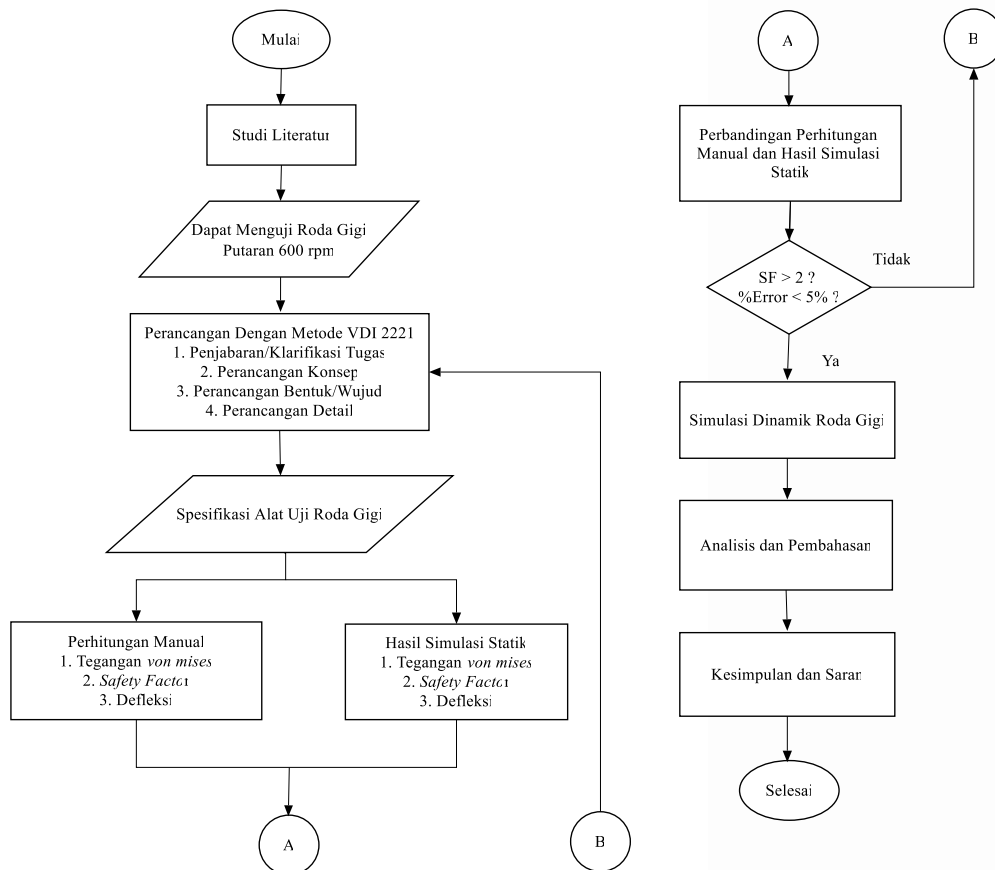 Mulai
Studi Literatur
Dapat Menguji Roda Gigi
Putaran 600 rpm
Perancangan Dengan Metode VDI 2221
1. Penjabaran/Klarifikasi Tugas
2. Perancangan Konsep
3. Perancangan Bentuk/Wujud
4. Perancangan Detail
Spesifikasi Alat Uji Roda Gigi
Perhitungan Manual
1. Tegangan von mises
2. Safety Factor
3. Defleksi
Hasil Simulasi Statik
1. Tegangan von mises
2. Safety Factor
3. Defleksi
A
B
A
B
Perbandingan Perhitungan
Manual dan Hasil Simulasi
Statik
SF > 2 ?
%Error < 5% ?
Tidak
Ya
Simulasi Dinamik Roda Gigi
Analisis dan Pembahasan
Kesimpulan dan Saran
Selesai